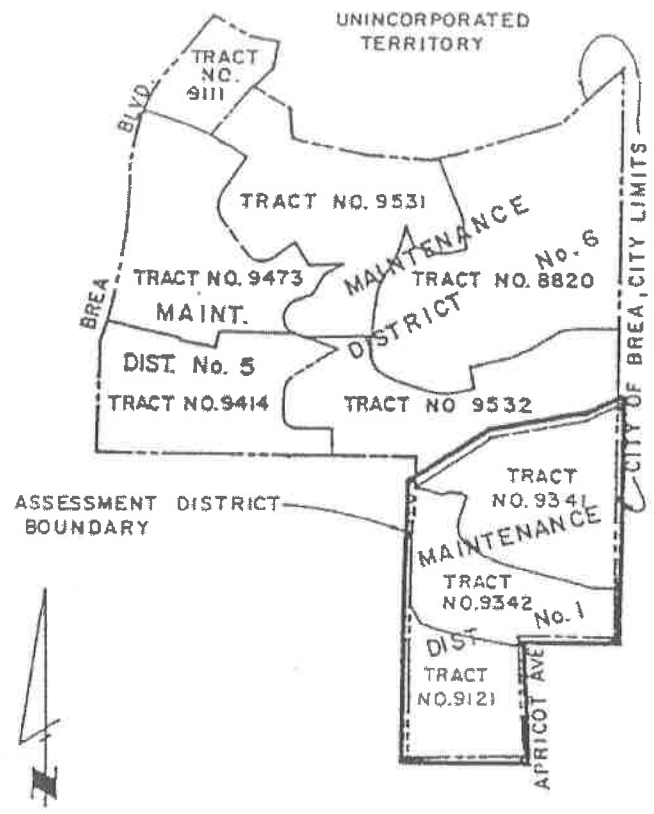 UNINCORPORATED
TERRITORY
TRACT
NO.
9111
BLVD.
BREA
TRACT NO. 9531
MAINTENANCE
DISTRICT
No. 6
TRACT NO. 9473
TRACT NO. 8820
MAINT.
DIST. No. 5
TRACT NO. 9414
TRACT NO 9532
CITY OF BREA, CITY LIMITS
ASSESSMENT DISTRICT
BOUNDARY
TRACT
NO. 9341
MAINTENANCE
TRACT
NO. 9342
DIST. No. 1
TRACT
NO. 9121
APRICOT AVE
N